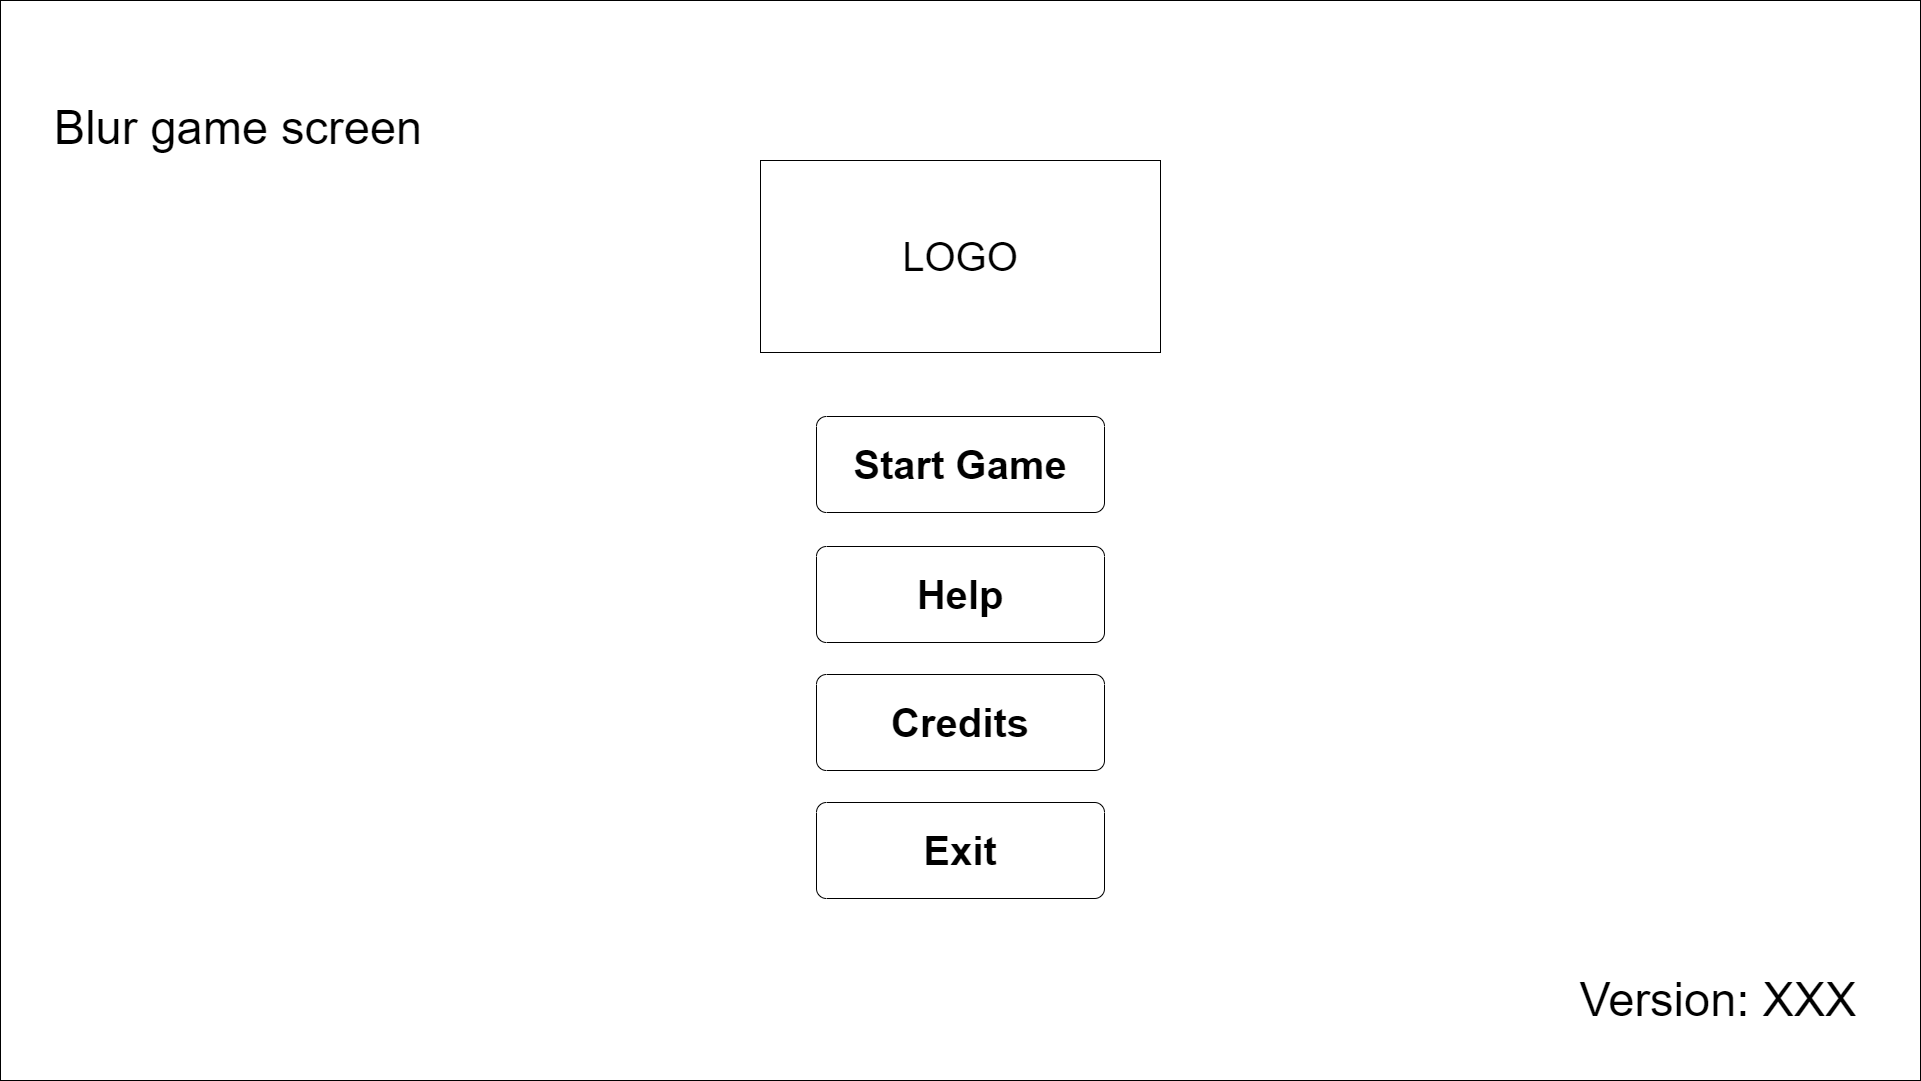 Blur game screen
LOGO
Start Game
Help
Credits
Exit
Version: XXX